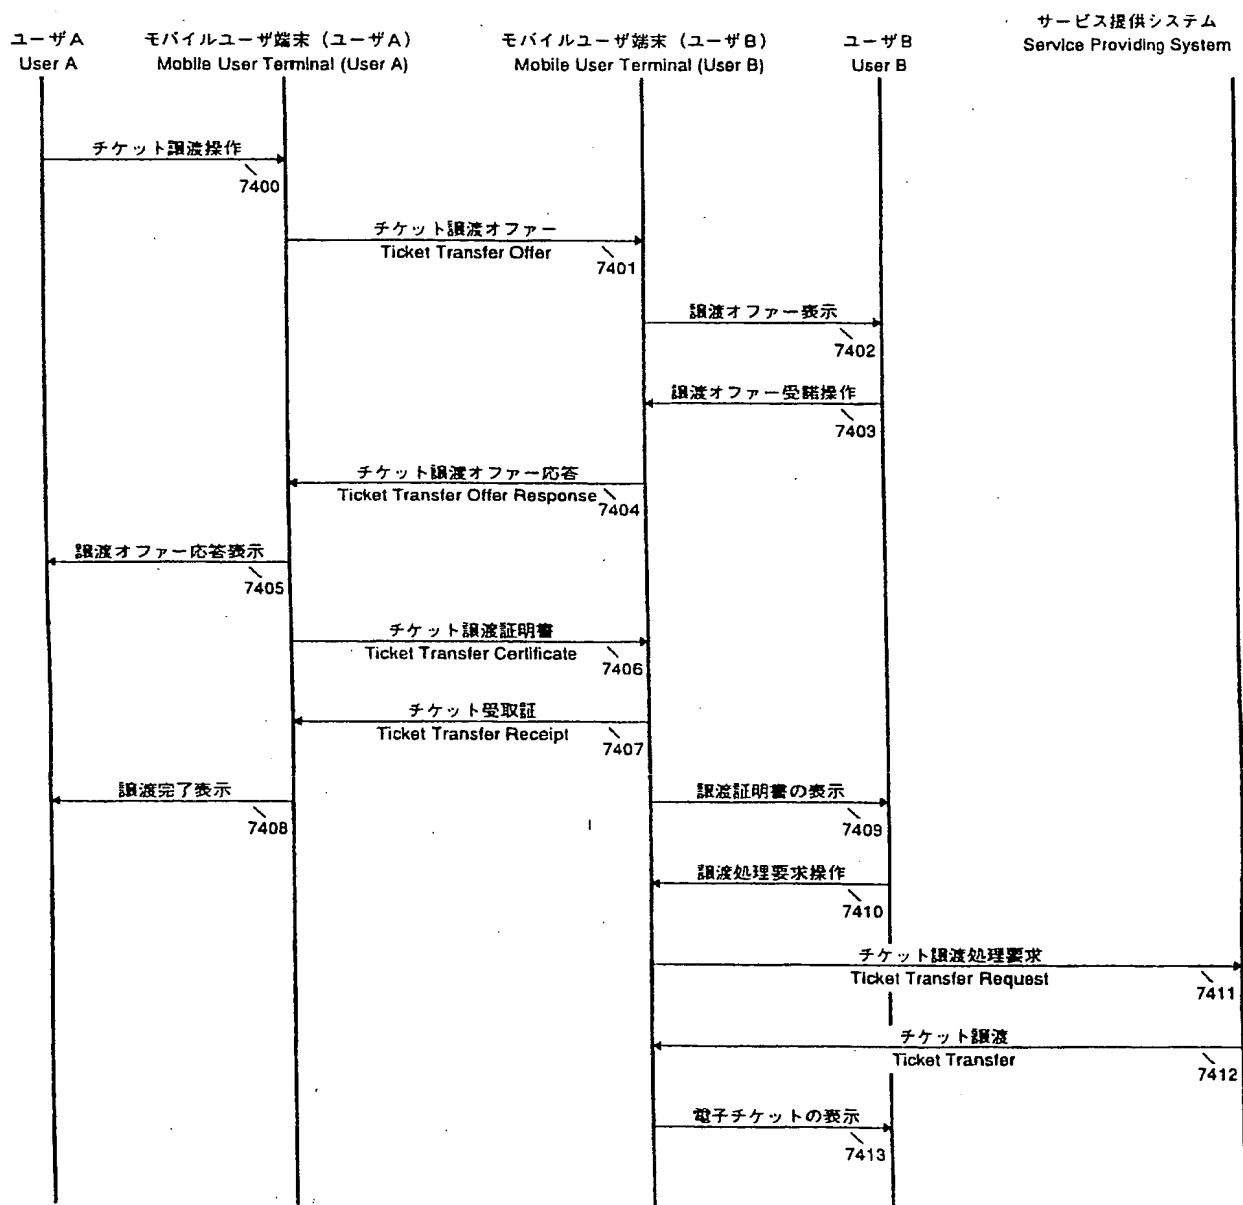 ユーザA
User A
モバイルユーザ端末（ユーザA）
Mobile User Terminal (User A)
モバイルユーザ端末（ユーザB）
Mobile User Terminal (User B)
ユーザB
User B
サービス提供システム
Service Providing System
チケット譲渡操作
7400
チケット譲渡オファー
Ticket Transfer Offer
7401
譲渡オファー表示
7402
譲渡オファー受諾操作
7403
チケット譲渡オファー応答
Ticket Transfer Offer Response
7404
譲渡オファー応答表示
7405
チケット譲渡証明書
Ticket Transfer Certificate
7406
チケット受取証
Ticket Transfer Receipt
7407
譲渡完了表示
7408
譲渡証明書の表示
7409
譲渡処理要求操作
7410
チケット譲渡処理要求
Ticket Transfer Request
7411
チケット譲渡
Ticket Transfer
7412
電子チケットの表示
7413